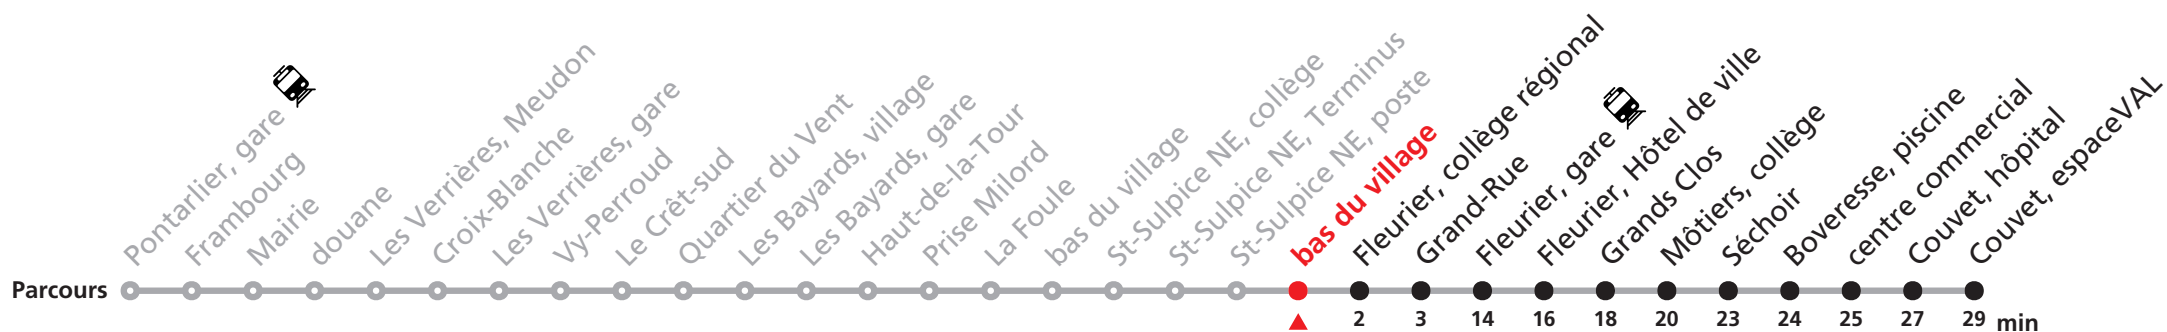 Pontarlier, gare
Frambourg
Mairie
douane
Les Verrières, Meudon
Croix-Blanche
Les Verrières, gare
Vy-Perroud
Le Crêt-sud
Quartier du Vent
Les Bayards, village
Les Bayards, gare
Haut-de-la-Tour
Prise Milord
La Foule
bas du village
St-Sulpice NE, collège
St-Sulpice NE, Terminus
St-Sulpice NE, poste
bas du village
Fleurier, collège régional
Grand-Rue
Fleurier, gare
Fleurier, Hôtel de ville
Grands Clos
Môtiers, collège
Séchoir
Boveresse, piscine
centre commercial
Couvet, hôpital
Couvet, espaceVAL
Parcours
2 3 14 16 18 20 23 24 25 27 29 min